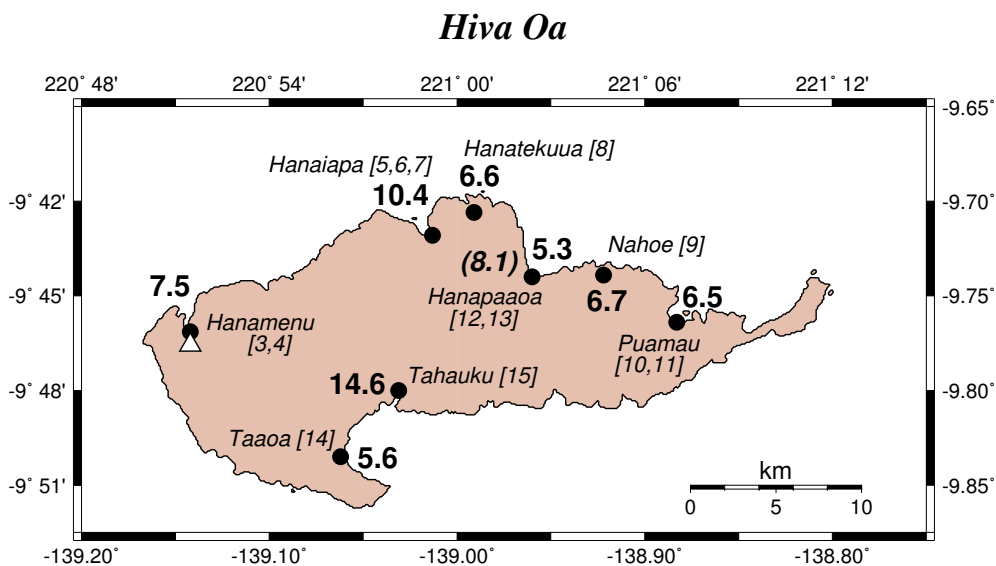 Hiva Oa
220˚ 48' 220˚ 54' 221˚ 00' 221˚ 06' 221˚ 12'
-9.65˚
Hanatekuua [8]
Hanaiapa [5,6,7]
6.6
10.4
-9˚ 42' -9.70˚
Nahoe [9]
5.3
(8.1)
7.5
-9˚ 45' -9.75˚
Hanapaaoa
[12,13]
6.7
6.5
Hanamenu
[3,4]
Puamau
[10,11]
Tahauku [15]
14.6
-9˚ 48' -9.80˚
Taaoa [14]
5.6
km
0 5 10
-9˚ 51' -9.85˚
-139.20˚ -139.10˚ -139.00˚ -138.90˚ -138.80˚